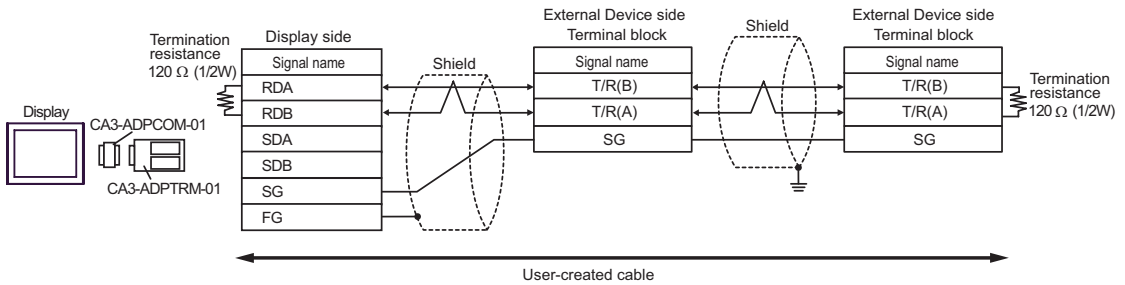 Display
CA3-ADPCOM-01
CA3-ADPTRM-01
Termination
resistance
120 Ω (1/2W)
Display side
Signal name
RDA
RDB
SDA
SDB
SG
FG
Shield
External Device side
Terminal block
Signal name
T/R(B)
T/R(A)
SG
Shield
External Device side
Terminal block
Signal name
T/R(B)
T/R(A)
SG
Termination
resistance
120 Ω (1/2W)
User-created cable